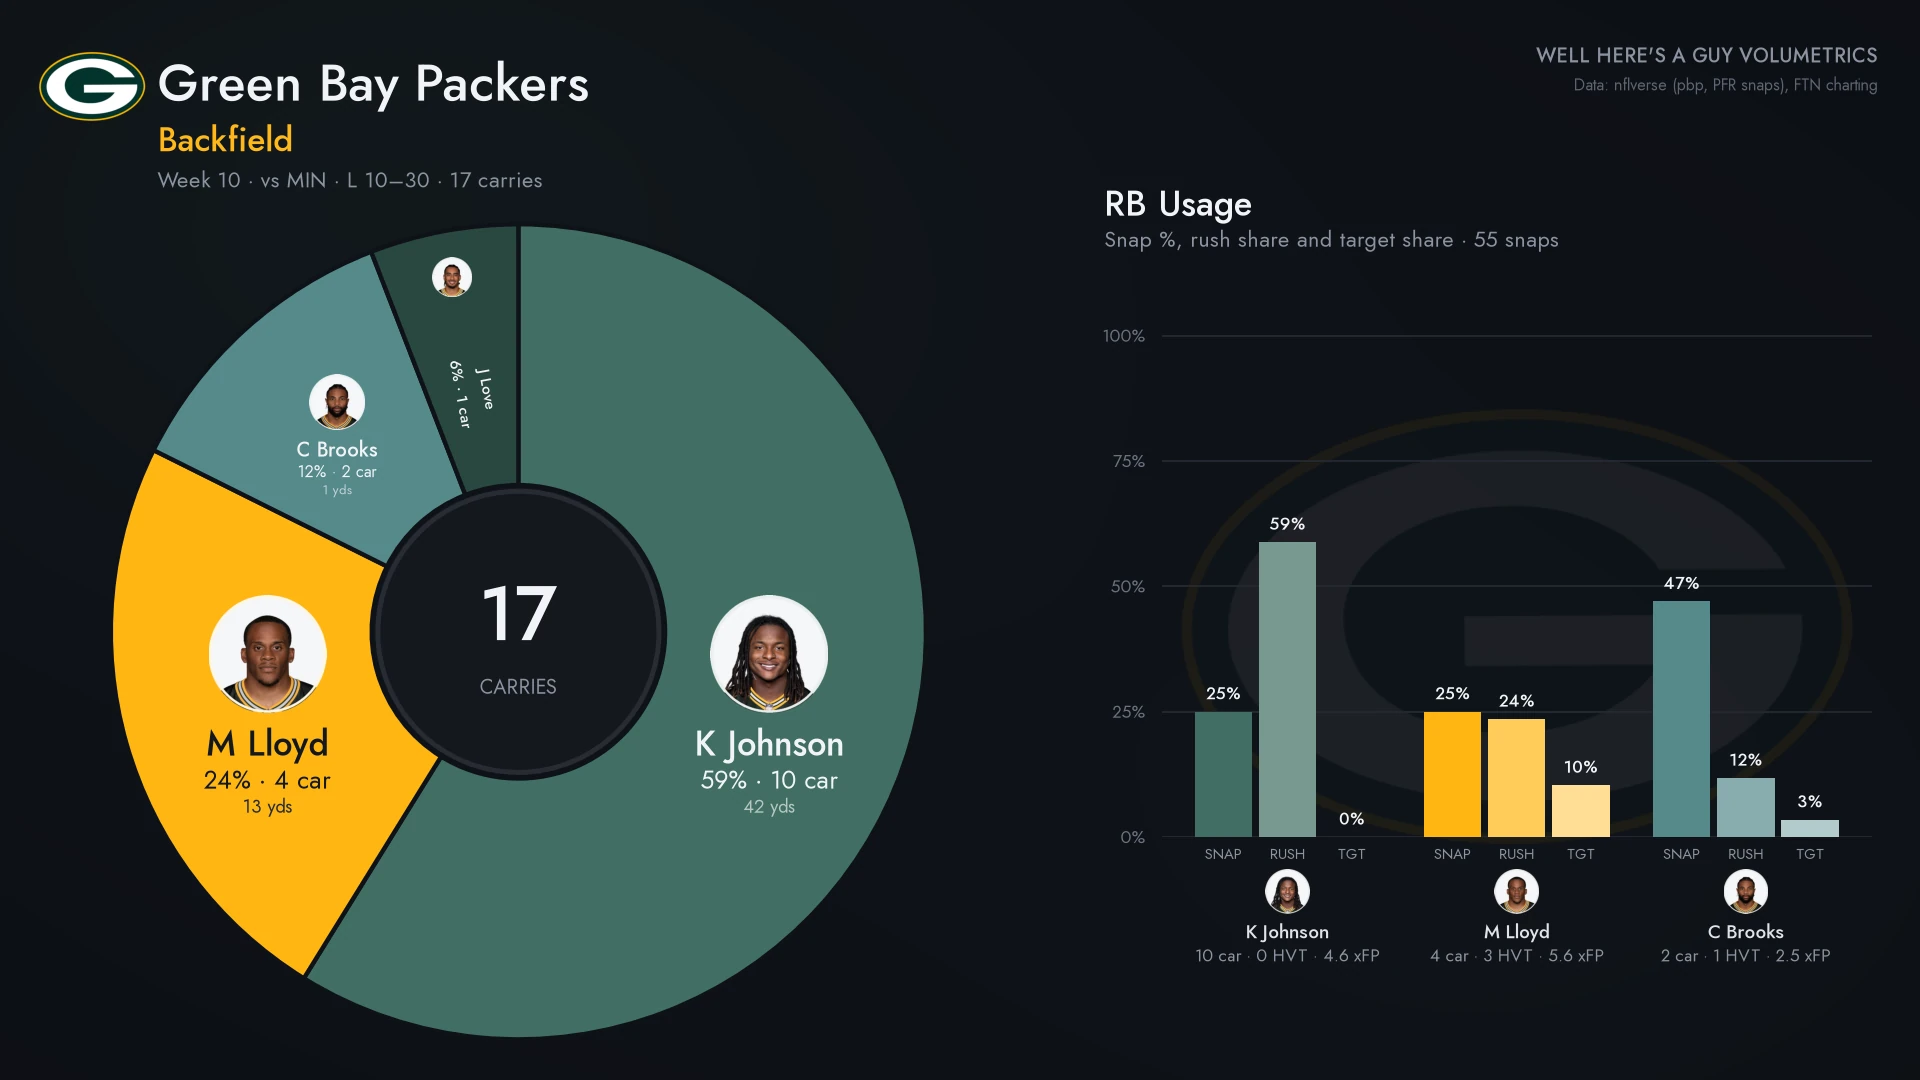 Green Bay Packers
Backfield
Week 10 · vs MIN · L 10–30 · 17 carries
WELL HERE'S A GUY VOLUMETRICS
Data: nflverse (pbp, PFR snaps), FTN charting
J Love
6% · 1 car
C Brooks
12% · 2 car
1 yds
M Lloyd
24% · 4 car
13 yds
17
CARRIES
K Johnson
59% · 10 car
42 yds
RB Usage
Snap %, rush share and target share · 55 snaps
100%
75%
50%
25%
0%
25%
59%
0%
25%
24%
10%
47%
12%
3%
SNAP RUSH TGT
SNAP RUSH TGT
SNAP RUSH TGT
K Johnson
10 car · 0 HVT · 4.6 xFP
M Lloyd
4 car · 3 HVT · 5.6 xFP
C Brooks
2 car · 1 HVT · 2.5 xFP